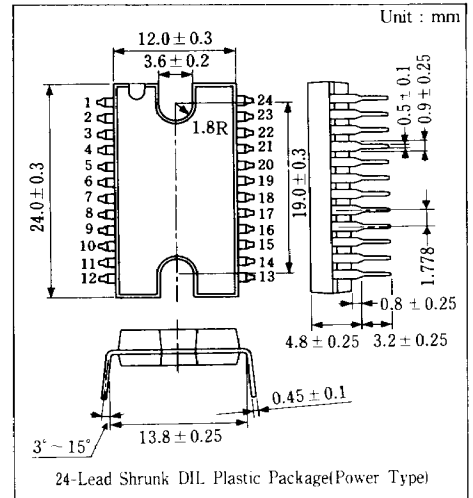 Unit : mm
12.0 ± 0.3
3.6 ± 0.2
1
2
3
4
5
6
7
8
9
10
11
12
24
23
22
21
20
19
18
17
16
15
14
13
1.8R
24.0 ± 0.3
19.0 ± 0.3
0.5 ± 0.1
0.9 ± 0.25
1.778
0.8 ± 0.25
4.8 ± 0.25
3.2 ± 0.25
0.45 ± 0.1
13.8 ± 0.25
3° ~ 15°
24-Lead Shrunk DIL Plastic Package(Power Type)